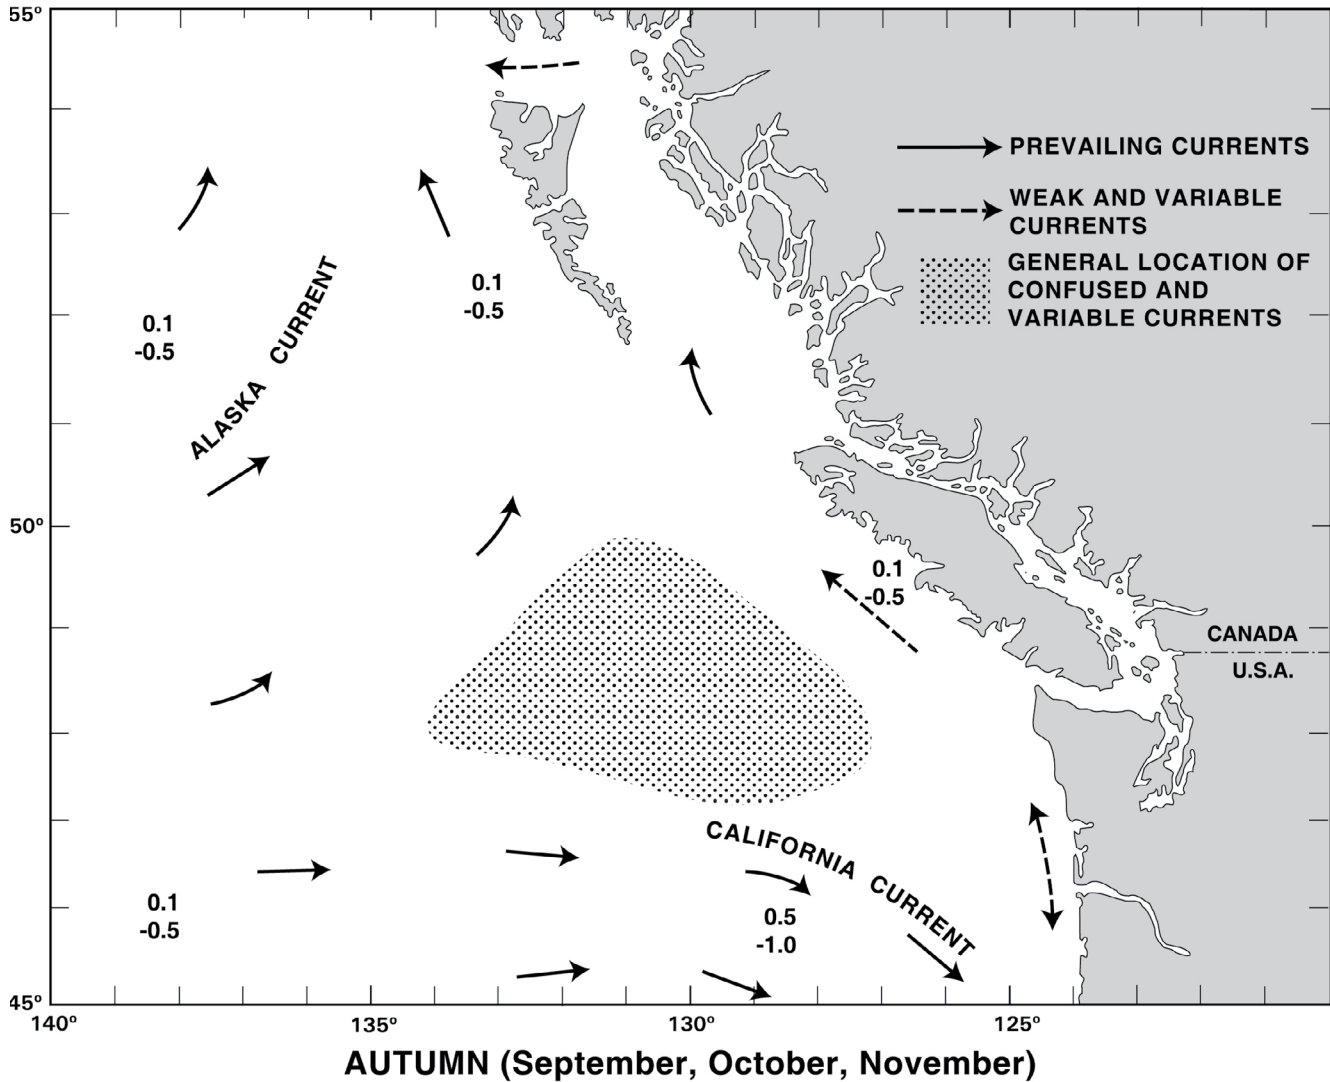 55°
PREVAILING CURRENTS
WEAK AND VARIABLE
CURRENTS
GENERAL LOCATION OF
CONFUSED AND
VARIABLE CURRENTS
0.1
-0.5
0.1
-0.5
ALASKA CURRENT
50°
0.1
-0.5
CANADA
U.S.A.
CALIFORNIA CURRENT
0.1
-0.5
0.5
-1.0
45°
140°
135°
130°
125°
AUTUMN (September, October, November)